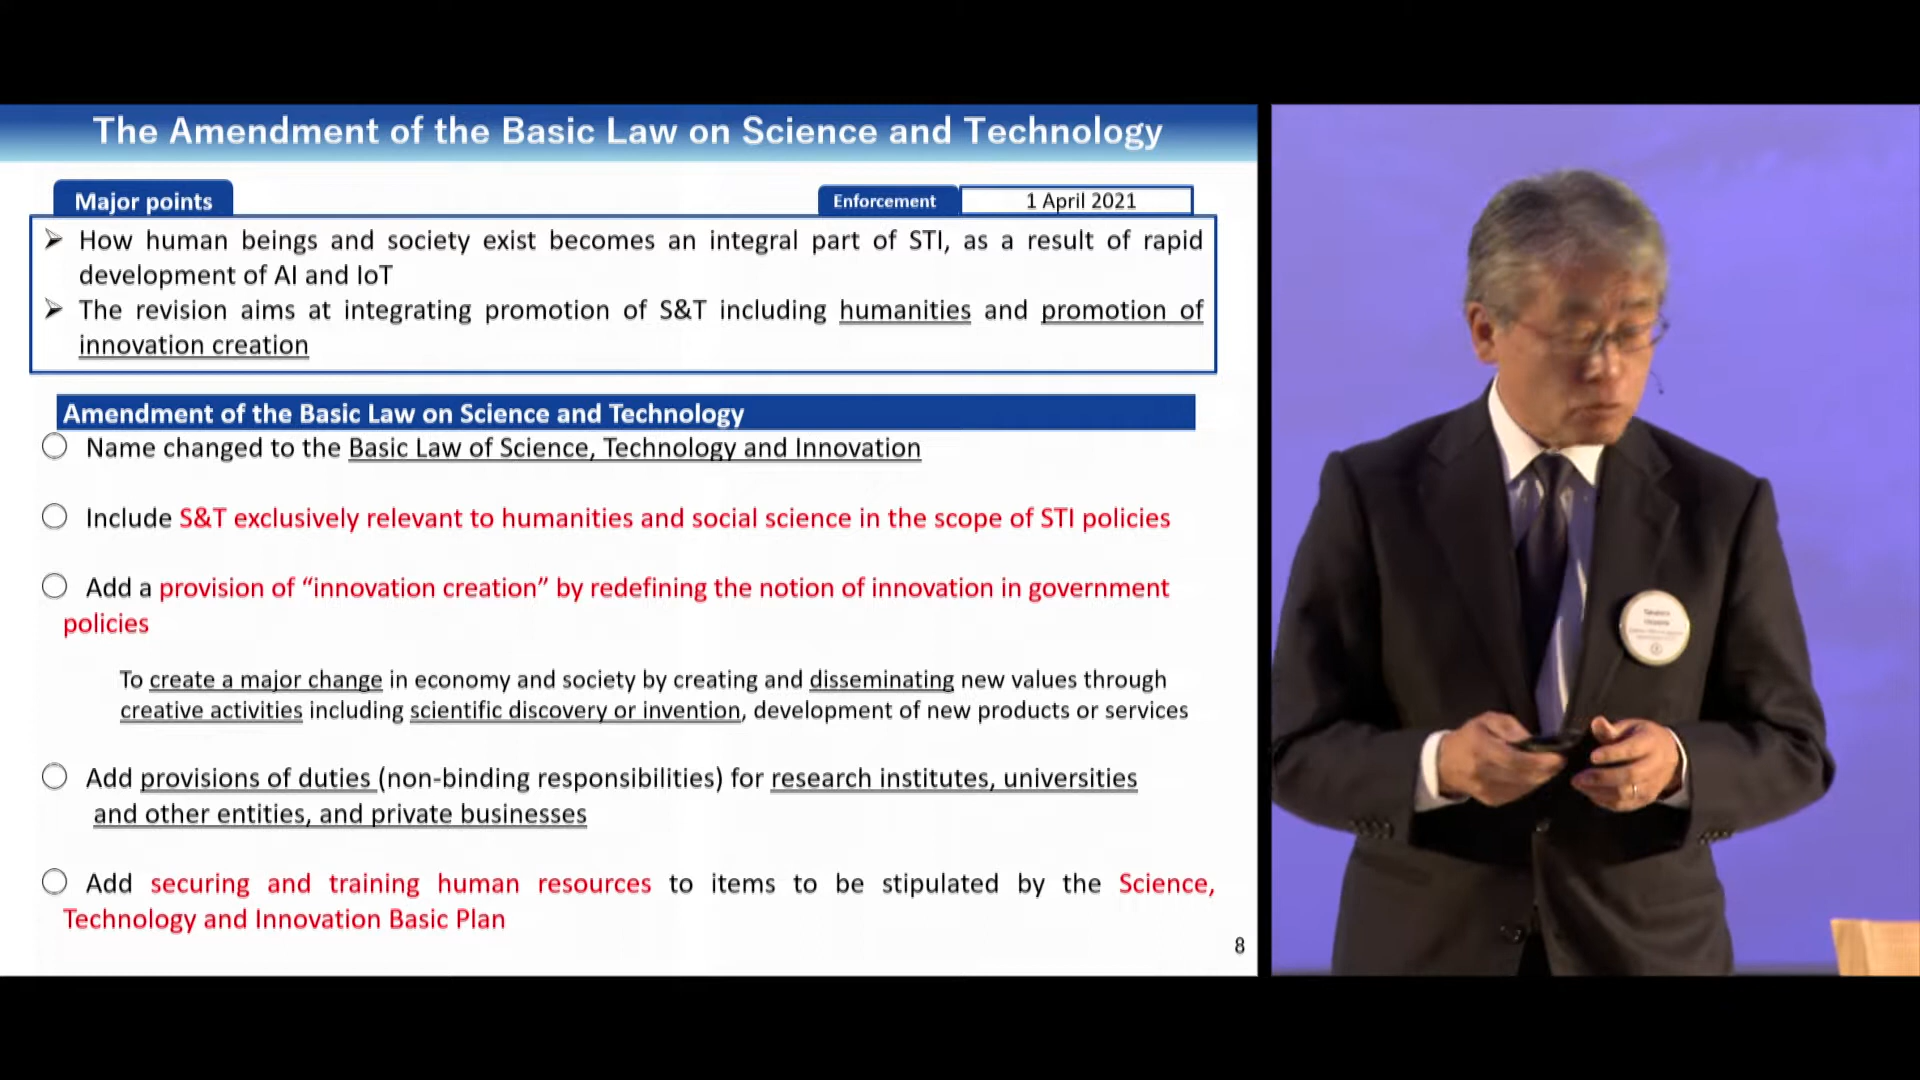 The Amendment of the Basic Law on Science and Technology
Major points
Enforcement
1 April 2021
➢ How human beings and society exist becomes an integral part of STI, as a result of rapid
development of AI and IoT
➢ The revision aims at integrating promotion of S&T including humanities and promotion of
innovation creation
Amendment of the Basic Law on Science and Technology
○ Name changed to the Basic Law of Science, Technology and Innovation
○ Include S&T exclusively relevant to humanities and social science in the scope of STI policies
○ Add a provision of “innovation creation” by redefining the notion of innovation in government
policies
To create a major change in economy and society by creating and disseminating new values through
creative activities including scientific discovery or invention, development of new products or services
○ Add provisions of duties (non-binding responsibilities) for research institutes, universities
and other entities, and private businesses
○ Add securing and training human resources to items to be stipulated by the Science,
Technology and Innovation Basic Plan
8